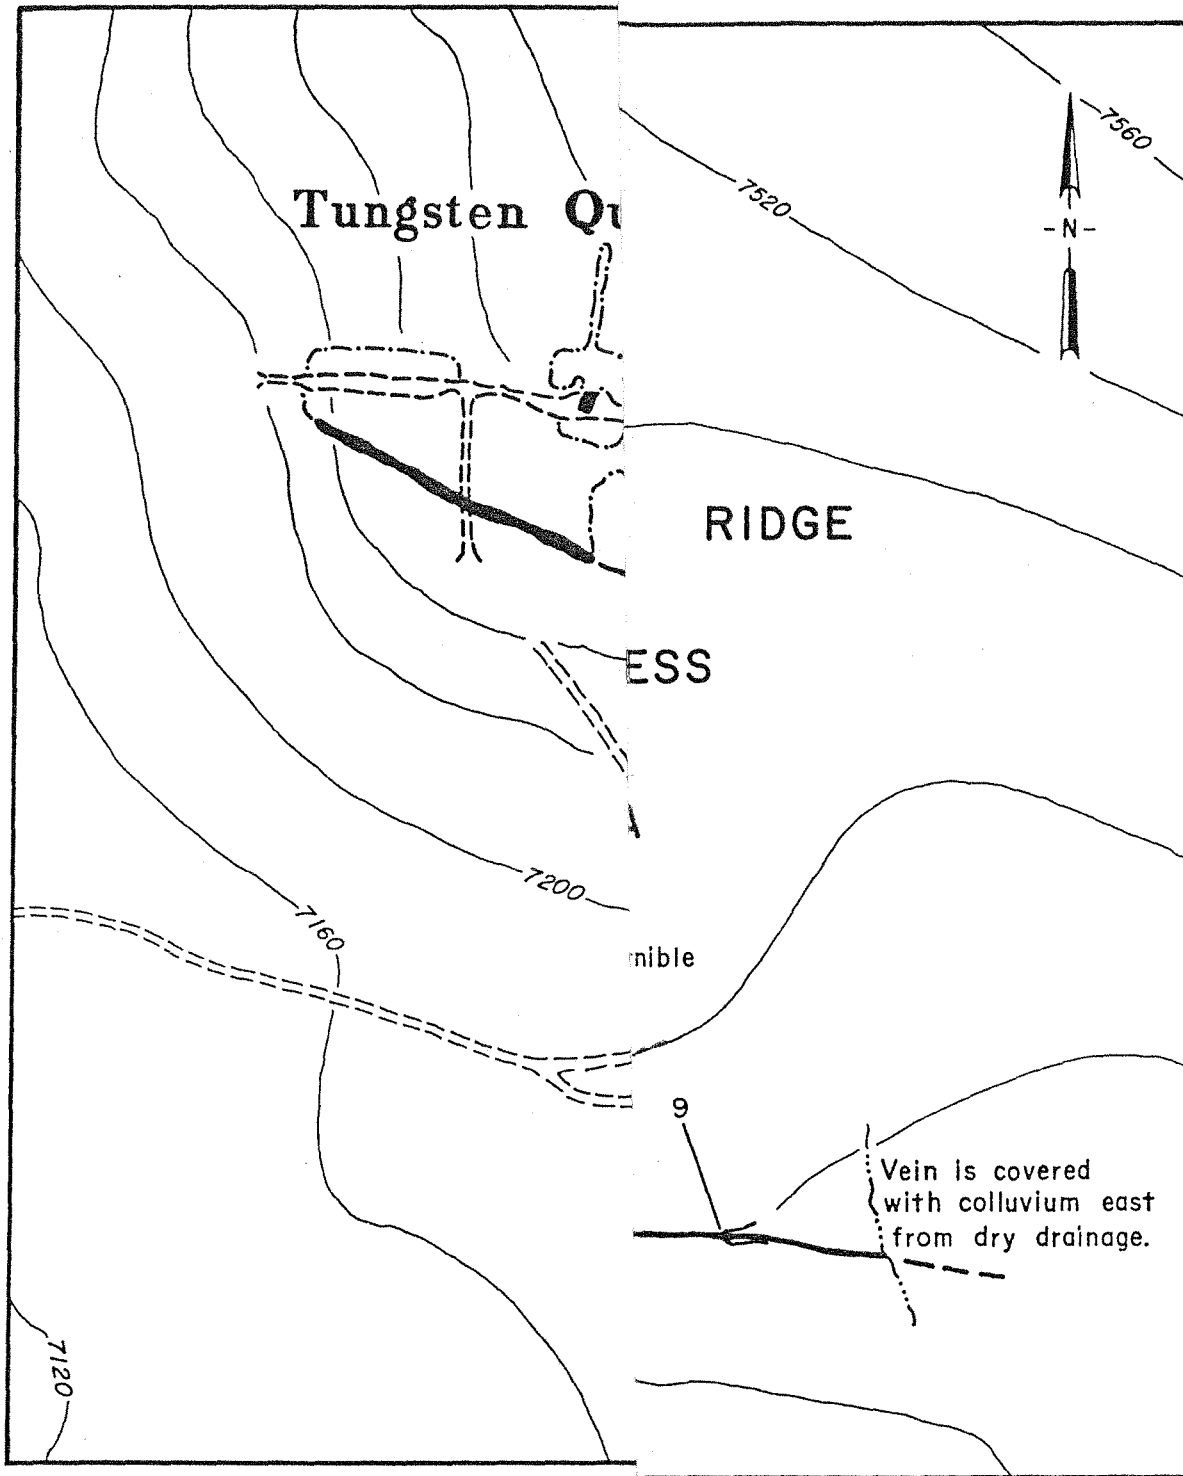 7560
7520
Tungsten Qu
-N-
RIDGE
ESS
7200
7160
nible
9
Vein is covered
with colluvium east
from dry drainage.
7120